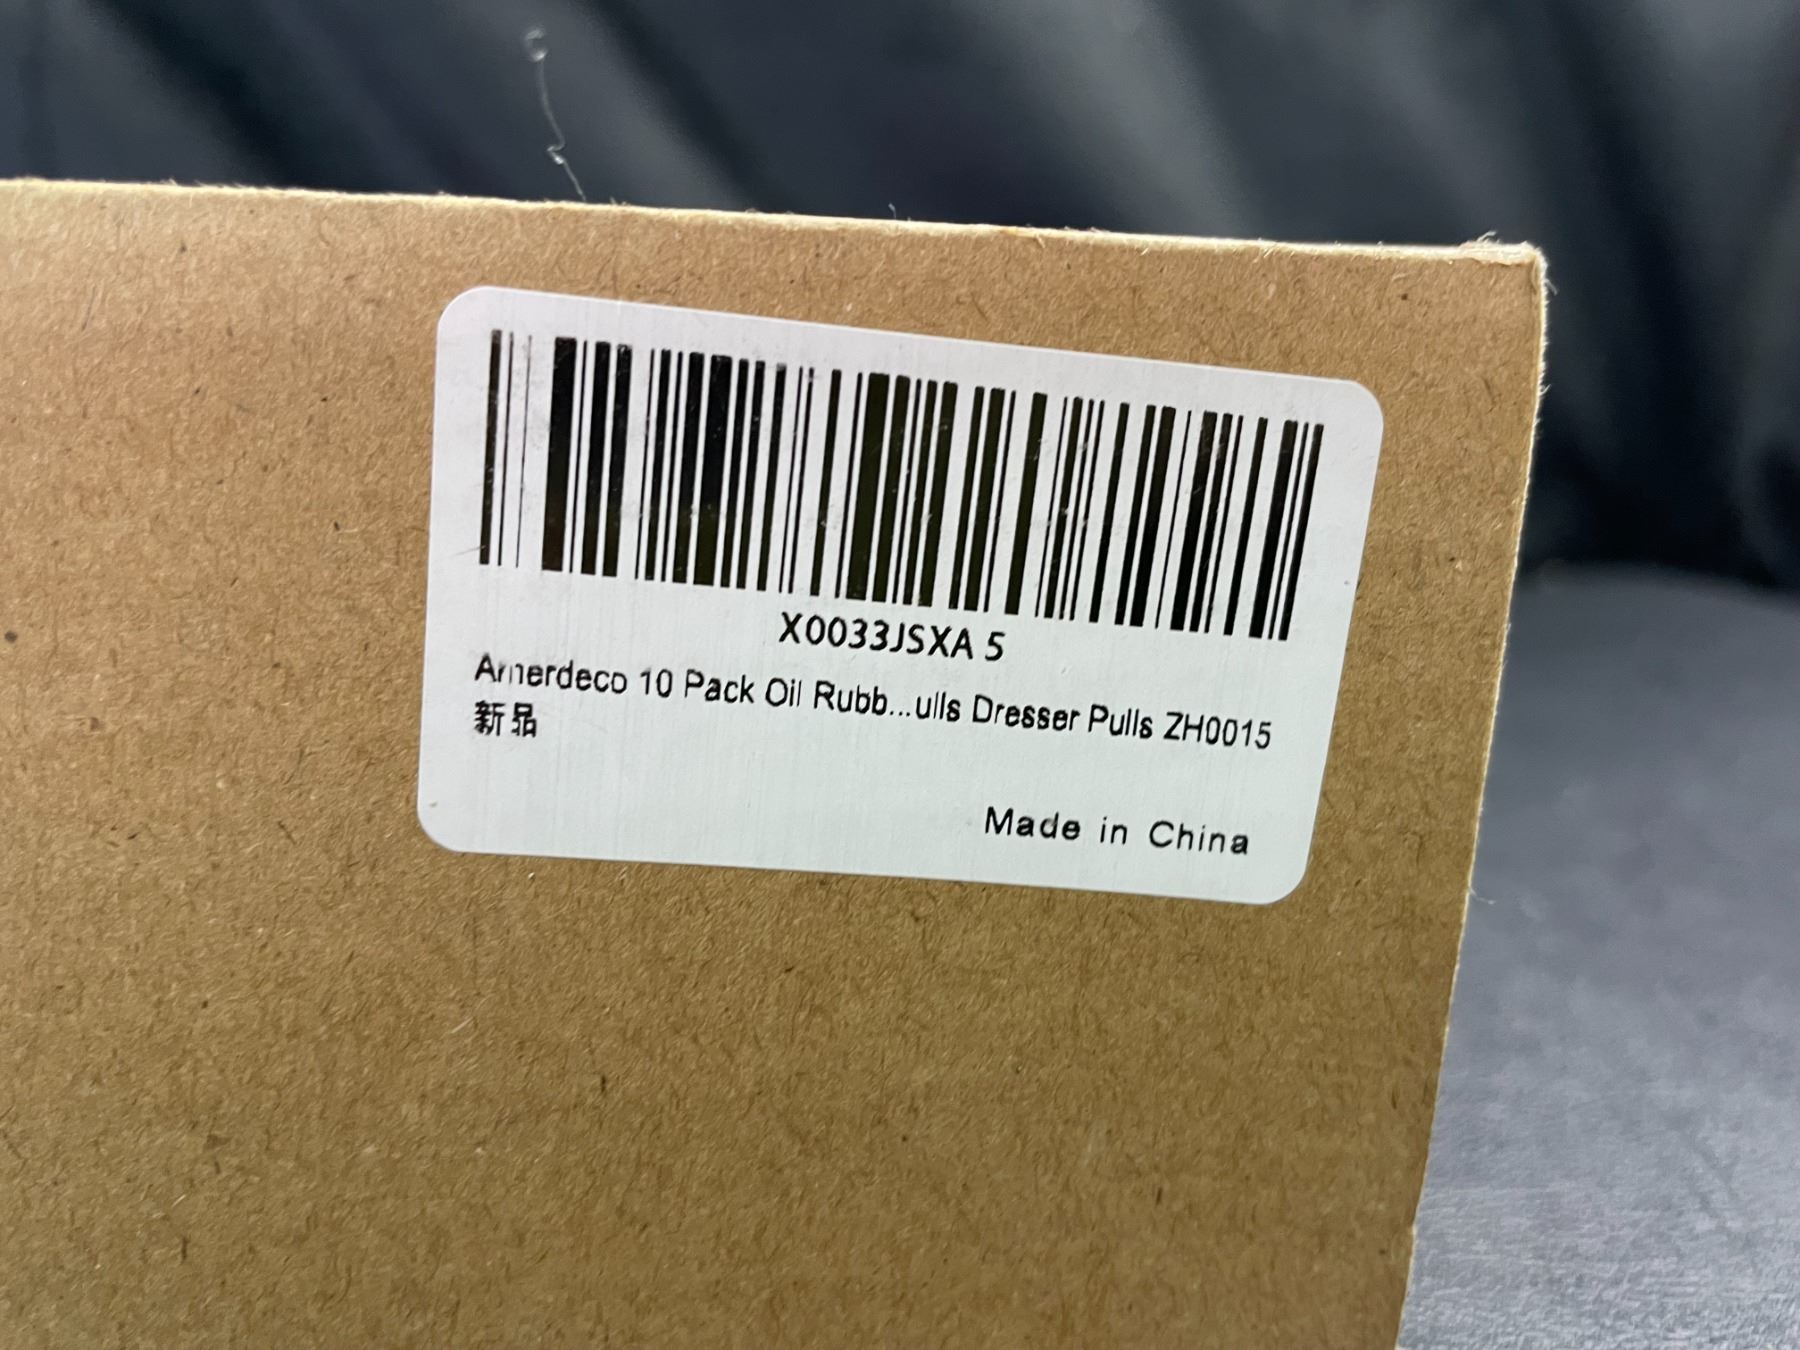 X0033JSXA 5
Amerdeco 10 Pack Oil Rubb...ulls Dresser Pulls ZH0015
新品
Made in China